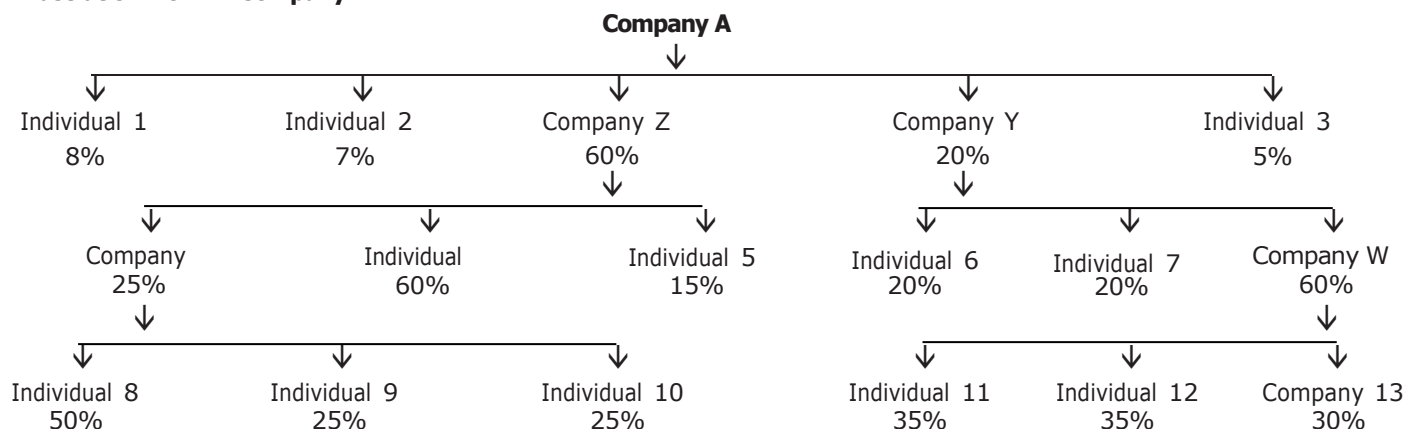 Company A
Individual 1 Individual 2 Company Z Company Y Individual 3
8% 7% 60% 20% 5%
Company Individual Individual 5 Individual 6 Individual 7 Company W
25% 60% 15% 20% 20% 60%
Individual 8 Individual 9 Individual 10 Individual 11 Individual 12 Company 13
50% 25% 25% 35% 35% 30%